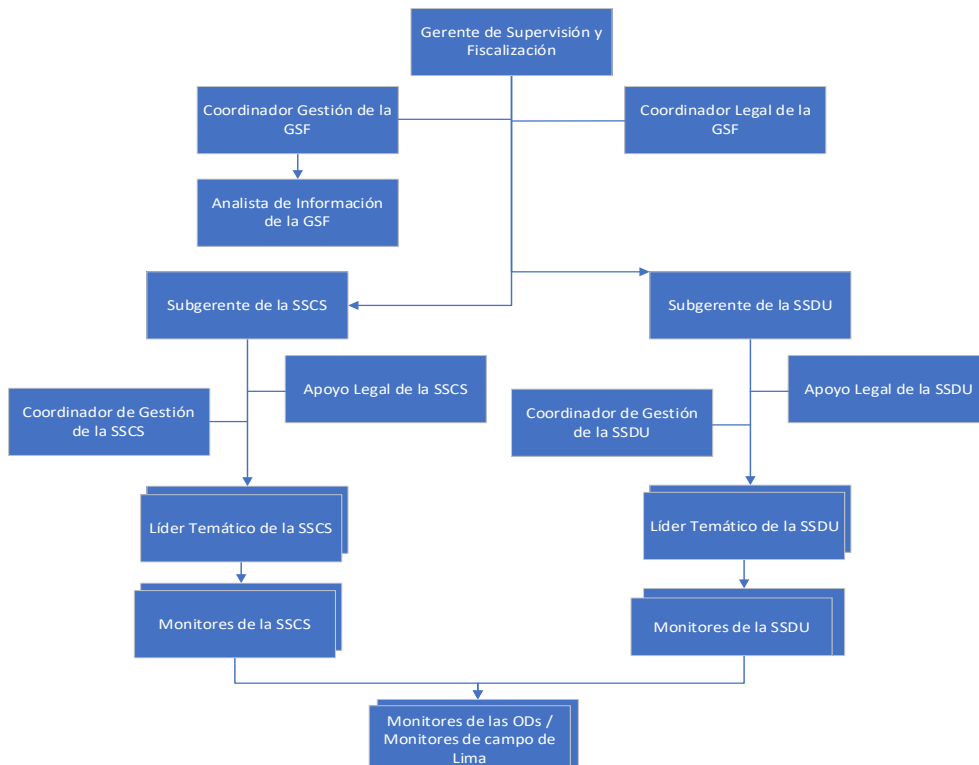 Gerente de Supervisión y
Fiscalización
Coordinador Gestión de la
GSF
Coordinador Legal de la
GSF
Analista de Información
de la GSF
Subgerente de la SSCS
Subgerente de la SSDU
Apoyo Legal de la SSCS
Apoyo Legal de la SSDU
Coordinador de Gestión
de la SSCS
Coordinador de Gestión
de la SSDU
Líder Temático de la SSCS
Líder Temático de la SSDU
Monitores de la SSCS
Monitores de la SSDU
Monitores de las ODs /
Monitores de campo de
Lima